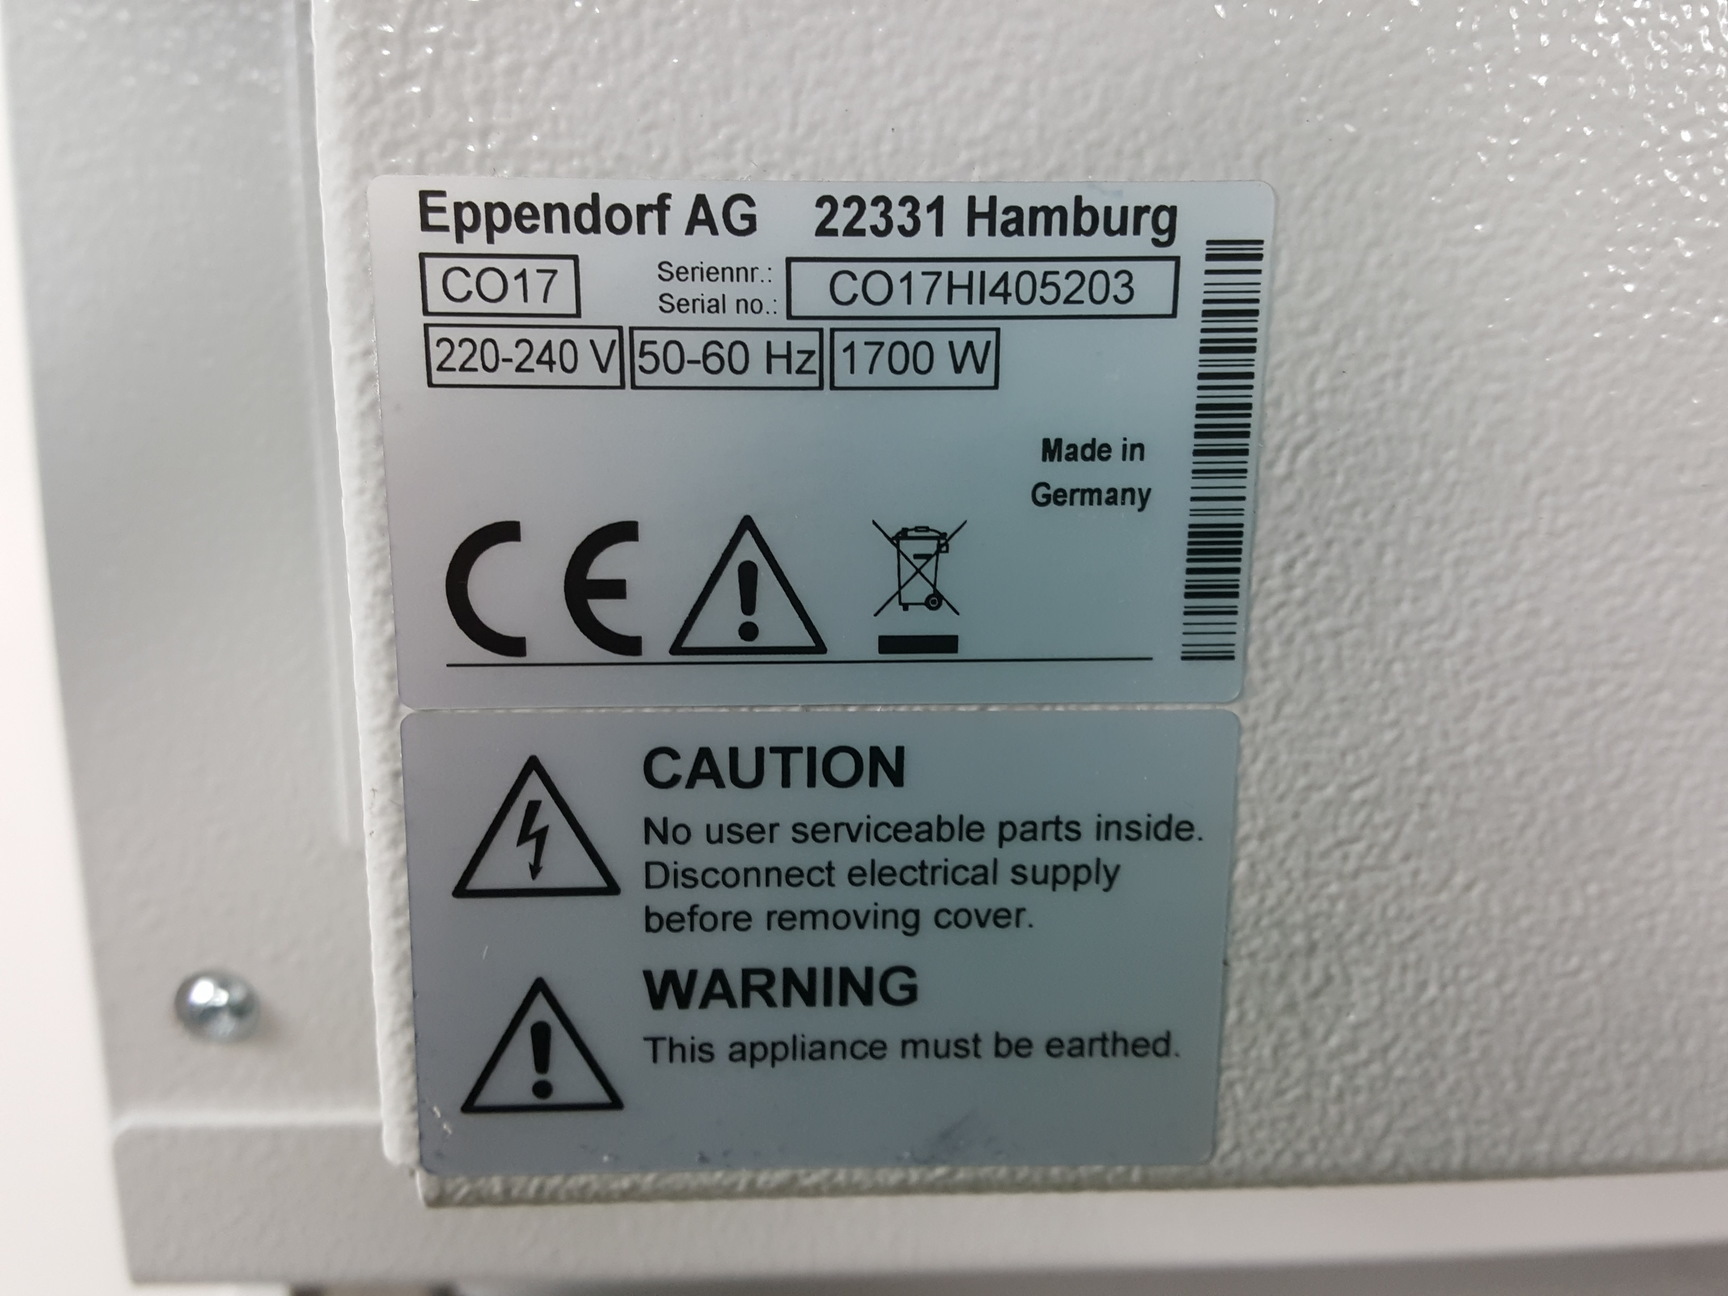 Eppendorf AG 22331 Hamburg
CO17 Seriennr.: Serial no.: CO17HI405203
220-240 V 50-60 Hz 1700 W
Made in
Germany
CE
CAUTION
No user serviceable parts inside.
Disconnect electrical supply
before removing cover.
WARNING
This appliance must be earthed.